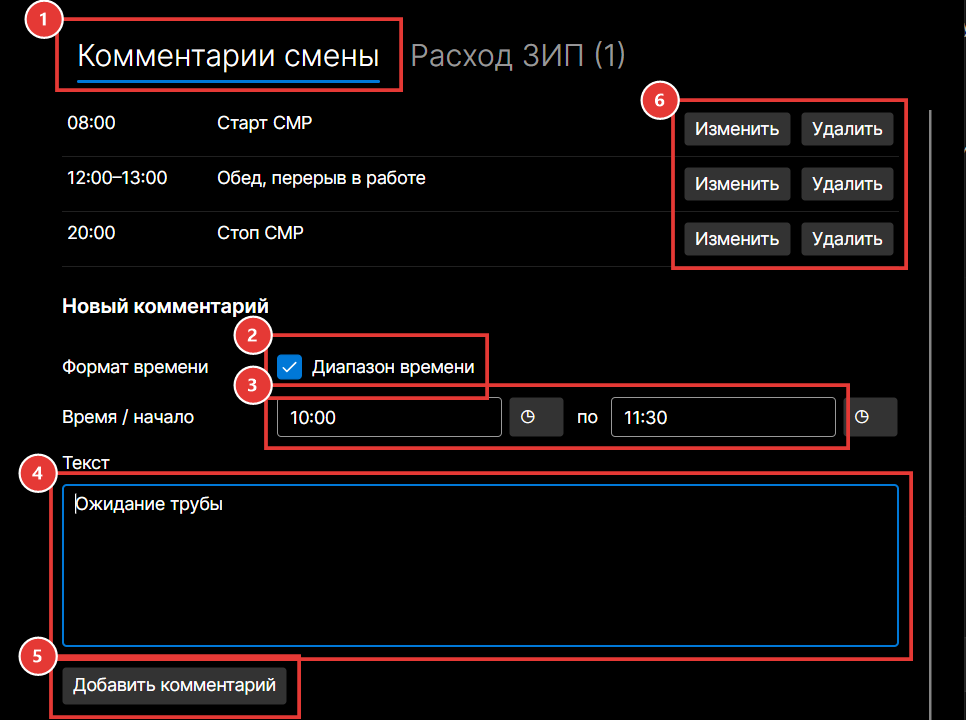 1
Комментарии смены Расход ЗИП (1)
6
08:00 Старт СМР Изменить Удалить
12:00–13:00 Обед, перерыв в работе Изменить Удалить
20:00 Стоп СМР Изменить Удалить
Новый комментарий
2
Формат времени Диапазон времени
3
Время / начало 10:00 по 11:30
Текст
4
Ожидание трубы
5
Добавить комментарий